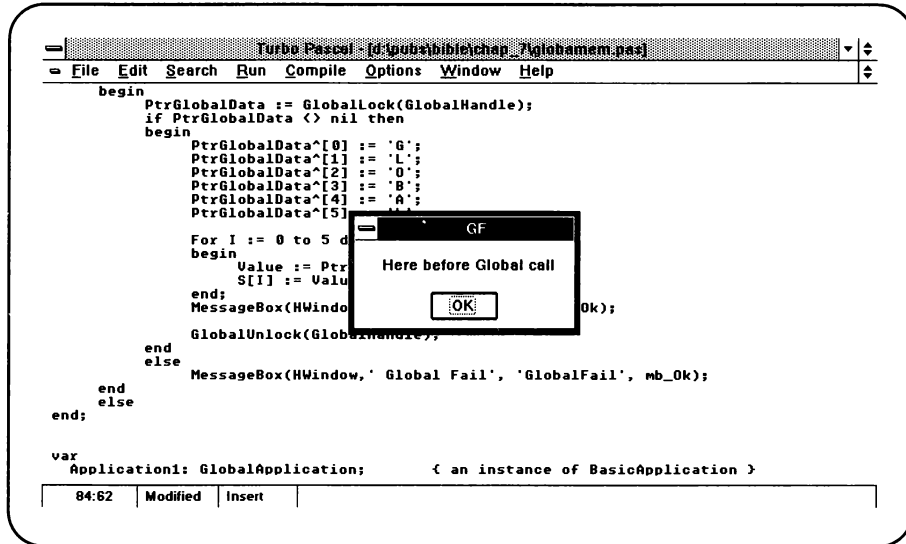 Turbo Pascal - [d:\pubs\bible\chap_7\globamem.pas]
File Edit Search Run Compile Options Window Help
begin
PtrGlobalData := GlobalLock(GlobalHandle);
if PtrGlobalData <> nil then
begin
PtrGlobalData^[0] := 'G';
PtrGlobalData^[1] := 'L';
PtrGlobalData^[2] := 'O';
PtrGlobalData^[3] := 'B';
PtrGlobalData^[4] := 'A';
PtrGlobalData^[5]
For I := 0 to 5 d
begin
Value := Ptr
S[I] := Valu
end;
MessageBox(HWindo
Ok);
GlobalUnlock(GlobalHandle);
end
else
MessageBox(HWindow,' Global Fail', 'GlobalFail', mb_Ok);
end
else
end;
var
Application1: GlobalApplication; { an instance of BasicApplication }
84:62 Modified Insert
GF
Here before Global call
OK